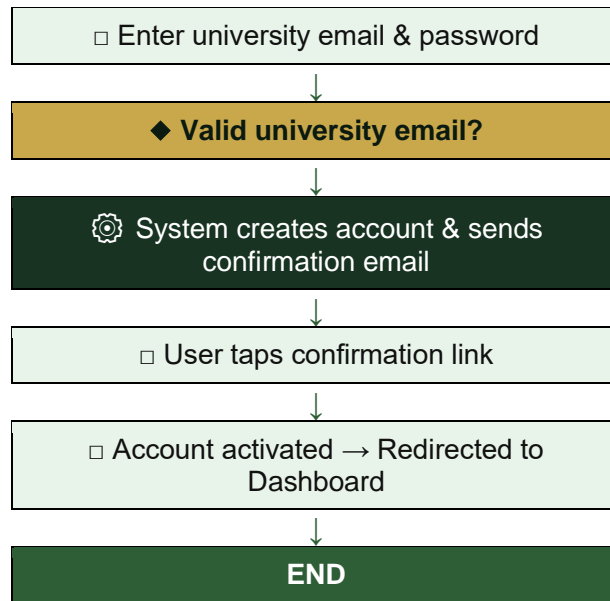 □ Enter university email & password
↓
◆ Valid university email?
↓
⚙ System creates account & sends
confirmation email
↓
□ User taps confirmation link
↓
□ Account activated → Redirected to
Dashboard
↓
END